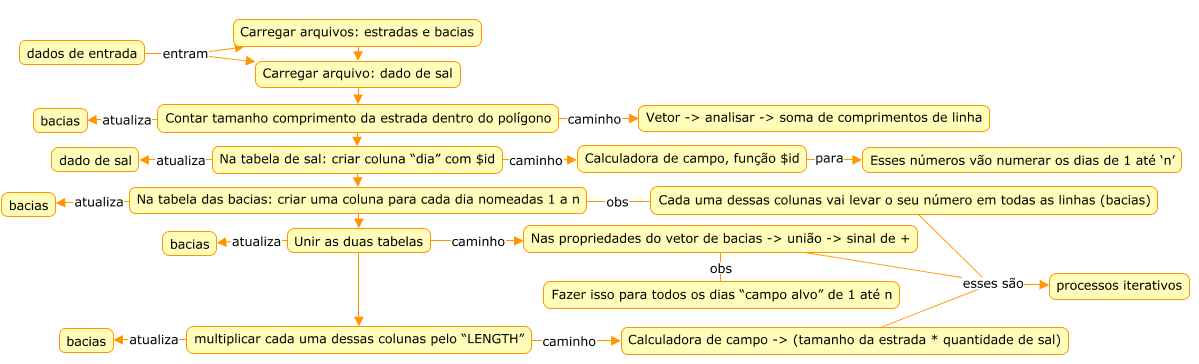 Carregar arquivos: estradas e bacias
dados de entrada
entram
Carregar arquivo: dado de sal
bacias
atualiza
Contar tamanho comprimento da estrada dentro do polígono
caminho
Vetor -> analisar -> soma de comprimentos de linha
dado de sal
atualiza
Na tabela de sal: criar coluna “dia” com $id
caminho
Calculadora de campo, função $id
para
Esses números vão numerar os dias de 1 até ‘n’
bacias
atualiza
Na tabela das bacias: criar uma coluna para cada dia nomeadas 1 a n
obs
Cada uma dessas colunas vai levar o seu número em todas as linhas (bacias)
bacias
atualiza
Unir as duas tabelas
caminho
Nas propriedades do vetor de bacias -> união -> sinal de +
obs
Fazer isso para todos os dias “campo alvo” de 1 até n
esses são
processos iterativos
bacias
atualiza
multiplicar cada uma dessas colunas pelo “LENGTH”
caminho
Calculadora de campo -> (tamanho da estrada * quantidade de sal)